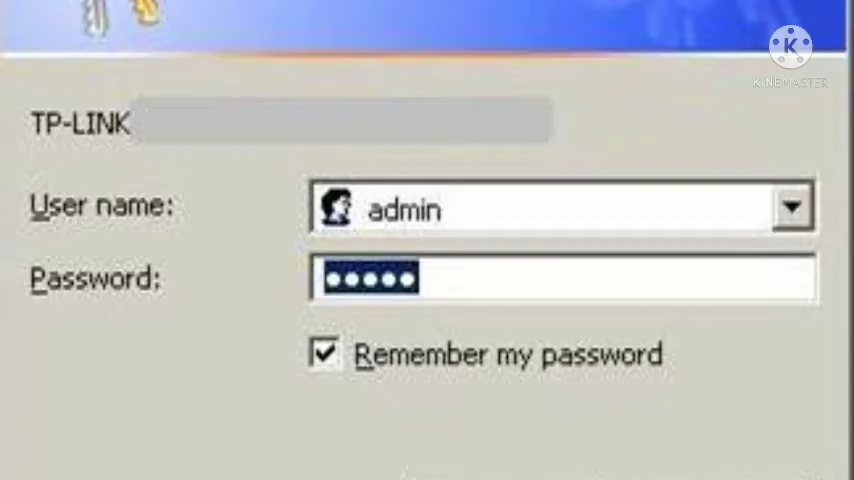 KINEMASTER
TP-LINK
User name:
admin
Password:
•••••
Remember my password